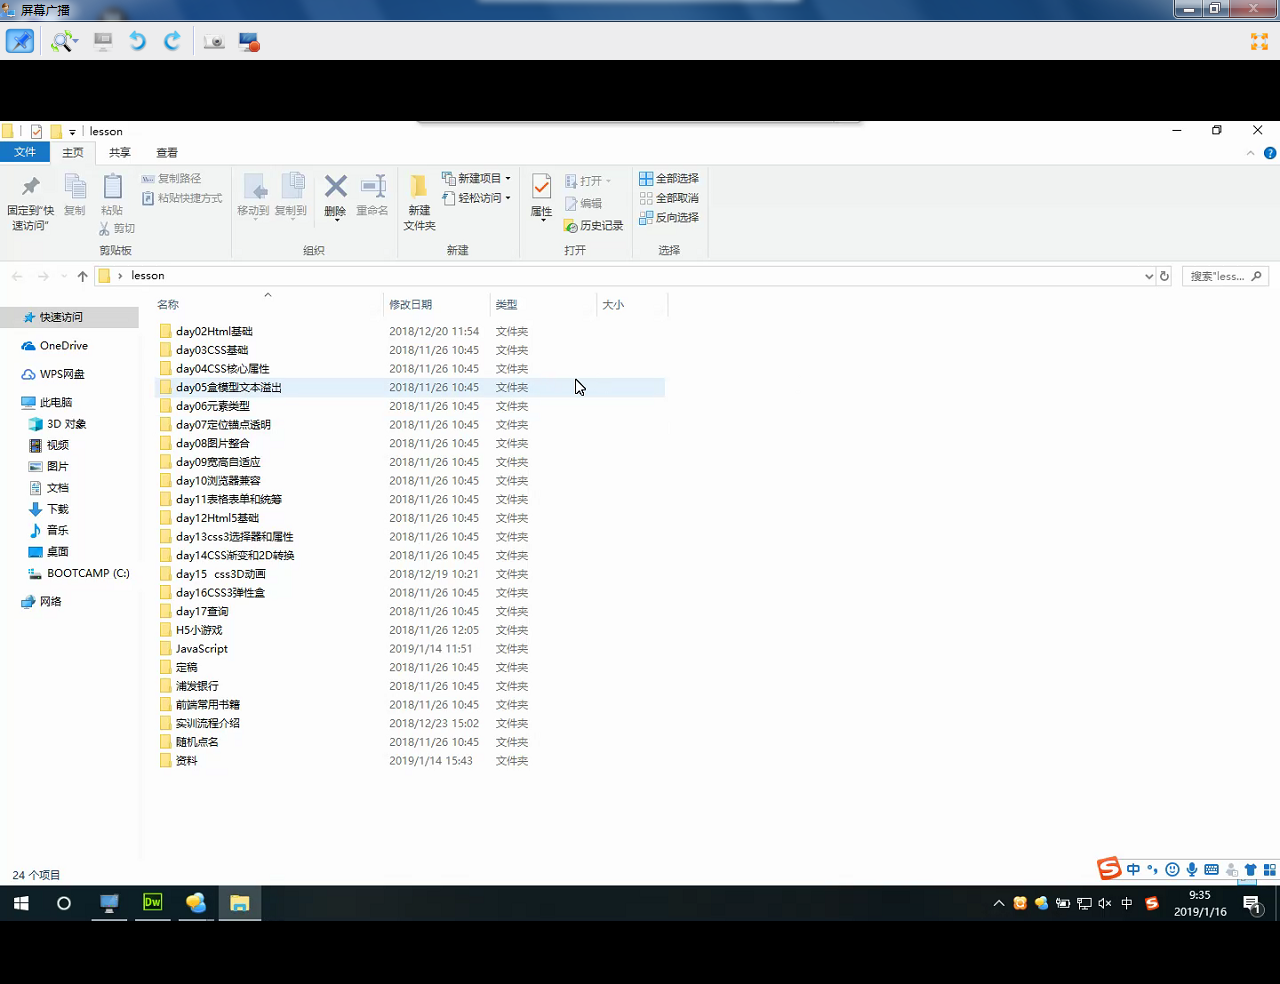 屏幕广播
lesson
文件 主页 共享 查看
固定到"快速访问"
复制
粘贴
复制路径
粘贴快捷方式
剪切
剪贴板
移动到 复制到 删除 重命名
组织
新建文件夹
新建项目
轻松访问
新建
属性
打开
编辑
历史记录
打开
全部选择
全部取消
反向选择
选择
lesson
搜索"less...
名称 修改日期 类型 大小
快速访问
OneDrive
WPS网盘
此电脑
3D 对象
视频
图片
文档
下载
音乐
桌面
BOOTCAMP (C:)
网络
day02Html基础 2018/12/20 11:54 文件夹
day03CSS基础 2018/11/26 10:45 文件夹
day04CSS核心属性 2018/11/26 10:45 文件夹
day05盒模型文本溢出 2018/11/26 10:45 文件夹
day06元素类型 2018/11/26 10:45 文件夹
day07定位锚点透明 2018/11/26 10:45 文件夹
day08图片整合 2018/11/26 10:45 文件夹
day09宽高自适应 2018/11/26 10:45 文件夹
day10浏览器兼容 2018/11/26 10:45 文件夹
day11表格表单和统筹 2018/11/26 10:45 文件夹
day12Html5基础 2018/11/26 10:45 文件夹
day13css3选择器和属性 2018/11/26 10:45 文件夹
day14CSS渐变和2D转换 2018/11/26 10:45 文件夹
day15 css3D动画 2018/12/19 10:21 文件夹
day16CSS3弹性盒 2018/11/26 10:45 文件夹
day17查询 2018/11/26 10:45 文件夹
H5小游戏 2018/11/26 12:05 文件夹
JavaScript 2019/1/14 11:51 文件夹
定稿 2018/11/26 10:45 文件夹
浦发银行 2018/11/26 10:45 文件夹
前端常用书籍 2018/11/26 10:45 文件夹
实训流程介绍 2018/12/23 15:02 文件夹
随机点名 2018/11/26 10:45 文件夹
资料 2019/1/14 15:43 文件夹
24 个项目
中
Dw
中
9:35
2019/1/16
1